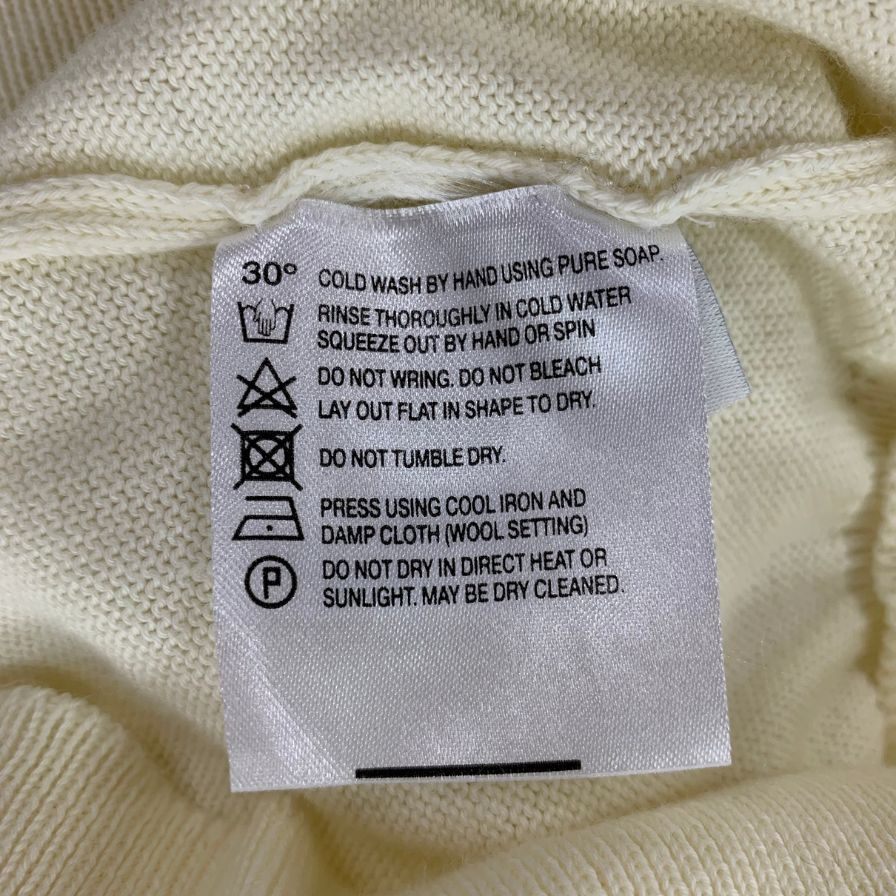 30° COLD WASH BY HAND USING PURE SOAP.
RINSE THOROUGHLY IN COLD WATER
SQUEEZE OUT BY HAND OR SPIN
DO NOT WRING. DO NOT BLEACH
LAY OUT FLAT IN SHAPE TO DRY.
DO NOT TUMBLE DRY.
PRESS USING COOL IRON AND
DAMP CLOTH (WOOL SETTING)
P DO NOT DRY IN DIRECT HEAT OR
SUNLIGHT. MAY BE DRY CLEANED.